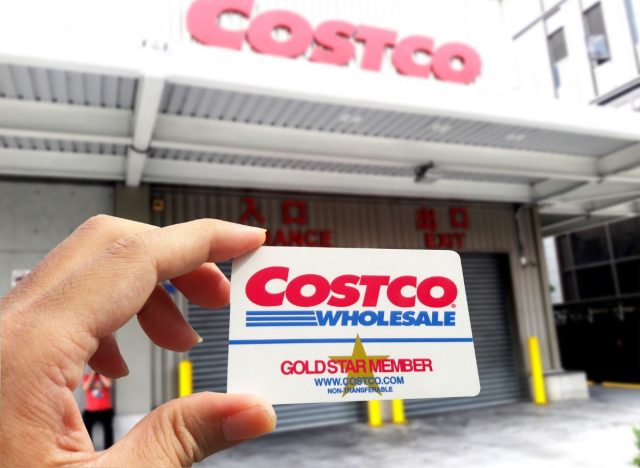 COSTCO
入口
ENTRANCE
出口
EXIT
COSTCO
WHOLESALE
GOLD STAR MEMBER
WWW.COSTCO.COM
NON-TRANSFERABLE